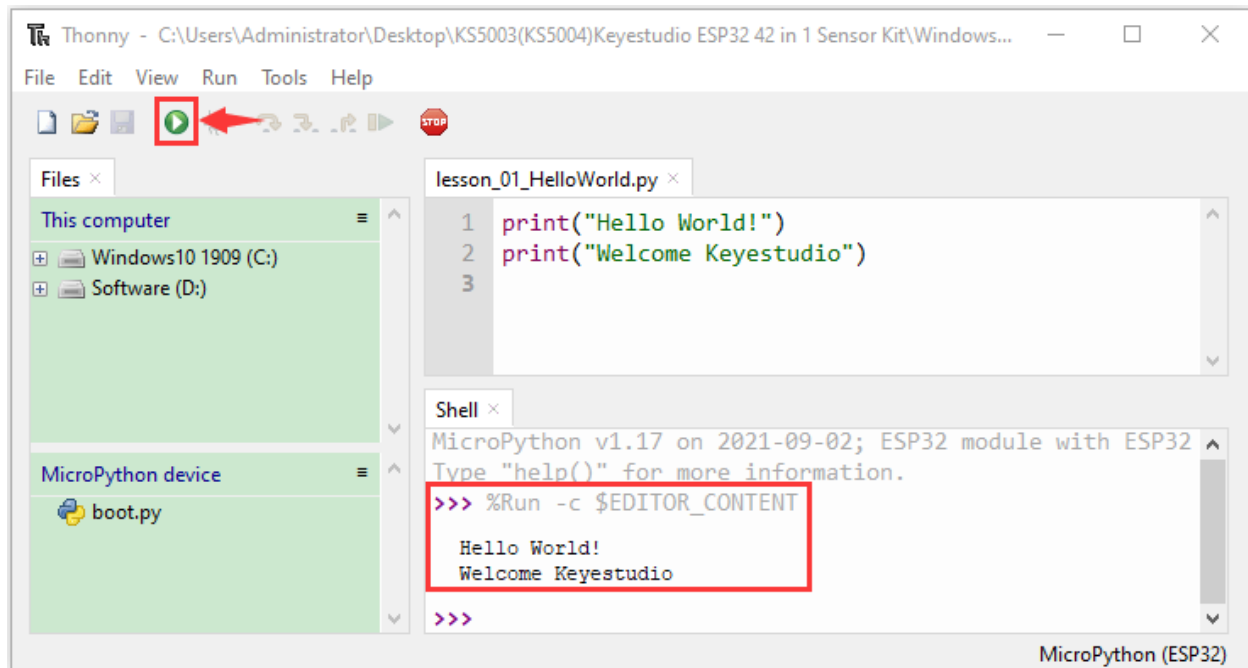 Thonny - C:\Users\Administrator\Desktop\KS5003(KS5004)Keyestudio ESP32 42 in 1 Sensor Kit\Windows...
File Edit View Run Tools Help
STOP
Files
This computer
Windows10 1909 (C:)
Software (D:)
MicroPython device
boot.py
lesson_01_HelloWorld.py
1 print("Hello World!")
2 print("Welcome Keyestudio")
3
Shell
MicroPython v1.17 on 2021-09-02; ESP32 module with ESP32
Type "help()" for more information.
>>> %Run -c $EDITOR_CONTENT
Hello World!
Welcome Keyestudio
>>>
MicroPython (ESP32)